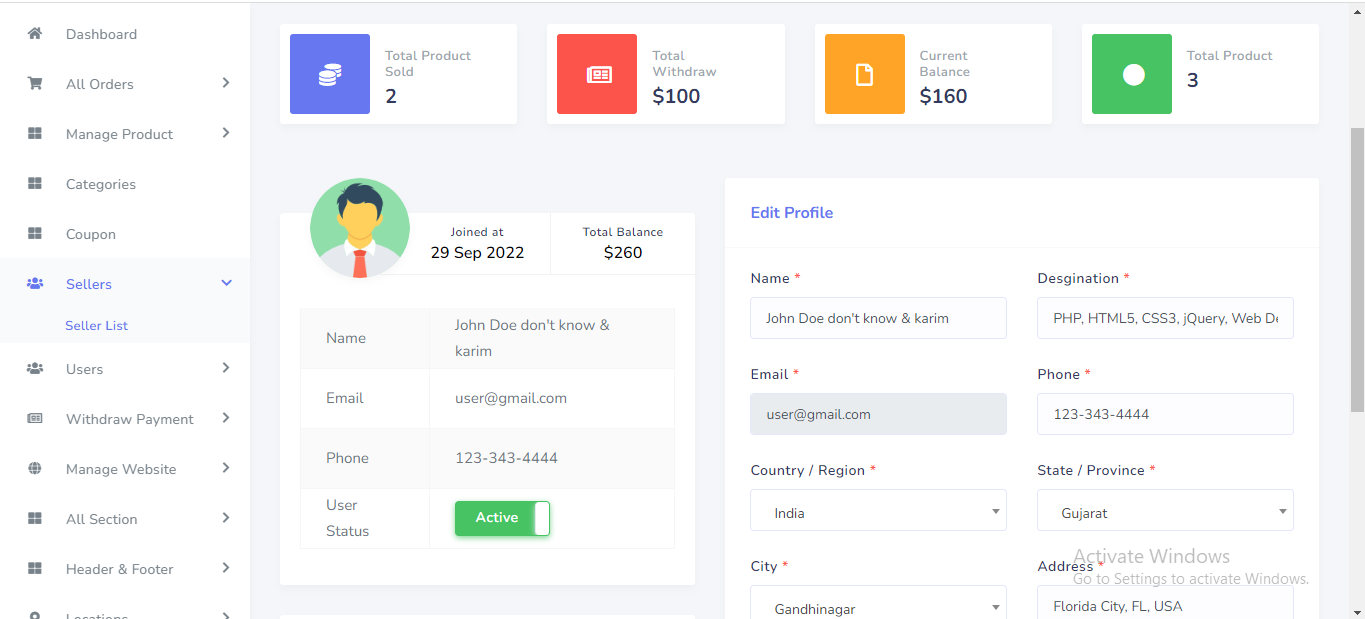 Dashboard
All Orders
Manage Product
Categories
Coupon
Sellers
Seller List
Users
Withdraw Payment
Manage Website
All Section
Header & Footer
Locations
Total Product
Sold
2
Total
Withdraw
$100
Current
Balance
$160
Total Product
3
Joined at
29 Sep 2022
Total Balance
$260
Name
John Doe don't know &
karim
Email
user@gmail.com
Phone
123-343-4444
User
Status
Active
Edit Profile
Name *
John Doe don't know & karim
Desgination *
PHP, HTML5, CSS3, jQuery, Web De
Email *
user@gmail.com
Phone *
123-343-4444
Country / Region *
India
State / Province *
Gujarat
City *
Gandhinagar
Address *
Florida City, FL, USA
Activate Windows
Go to Settings to activate Windows.